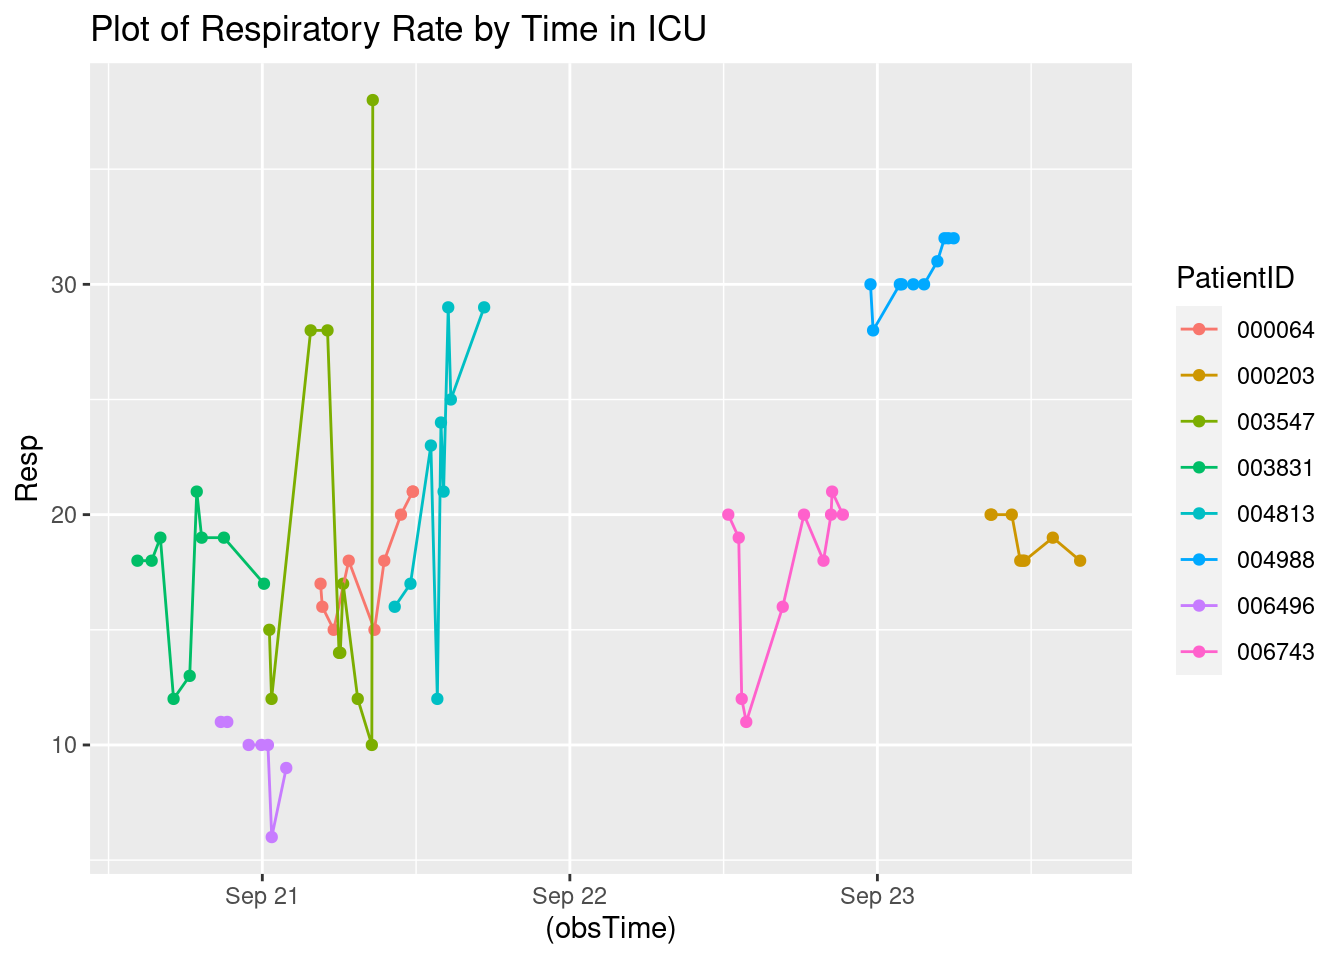 Plot of Respiratory Rate by Time in ICU
Resp
30
20
10
Sep 21
Sep 22
Sep 23
(obsTime)
PatientID
000064
000203
003547
003831
004813
004988
006496
006743